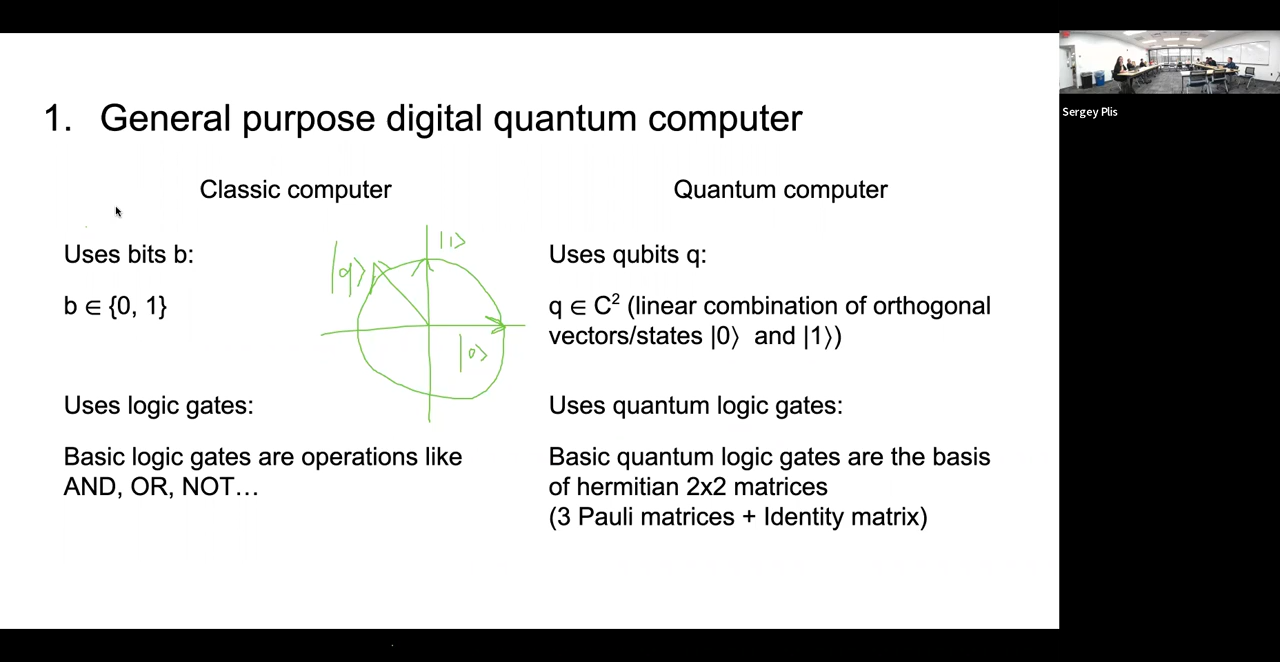 1. General purpose digital quantum computer
Sergey Plis
Classic computer
Quantum computer
Uses bits b:
b ∈ {0, 1}
|1⟩
|q⟩
|0⟩
Uses qubits q:
q ∈ C² (linear combination of orthogonal
vectors/states |0⟩ and |1⟩)
Uses logic gates:
Basic logic gates are operations like
AND, OR, NOT…
Uses quantum logic gates:
Basic quantum logic gates are the basis
of hermitian 2x2 matrices
(3 Pauli matrices + Identity matrix)